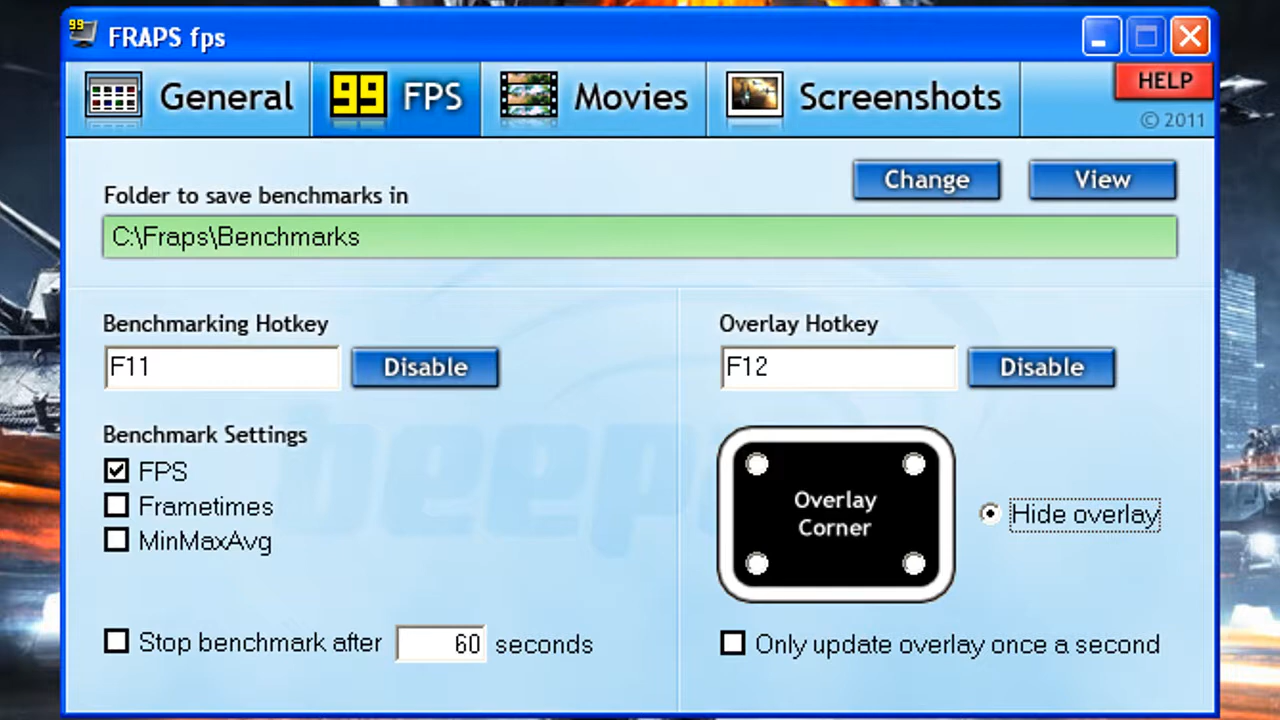 99 FRAPS fps
General 99 FPS Movies Screenshots HELP
© 2011
Folder to save benchmarks in Change View
C:\Fraps\Benchmarks
Benchmarking Hotkey Overlay Hotkey
F11 Disable F12 Disable
Benchmark Settings
FPS
Frametimes
MinMaxAvg
Overlay
Corner
Hide overlay
Stop benchmark after 60 seconds
Only update overlay once a second